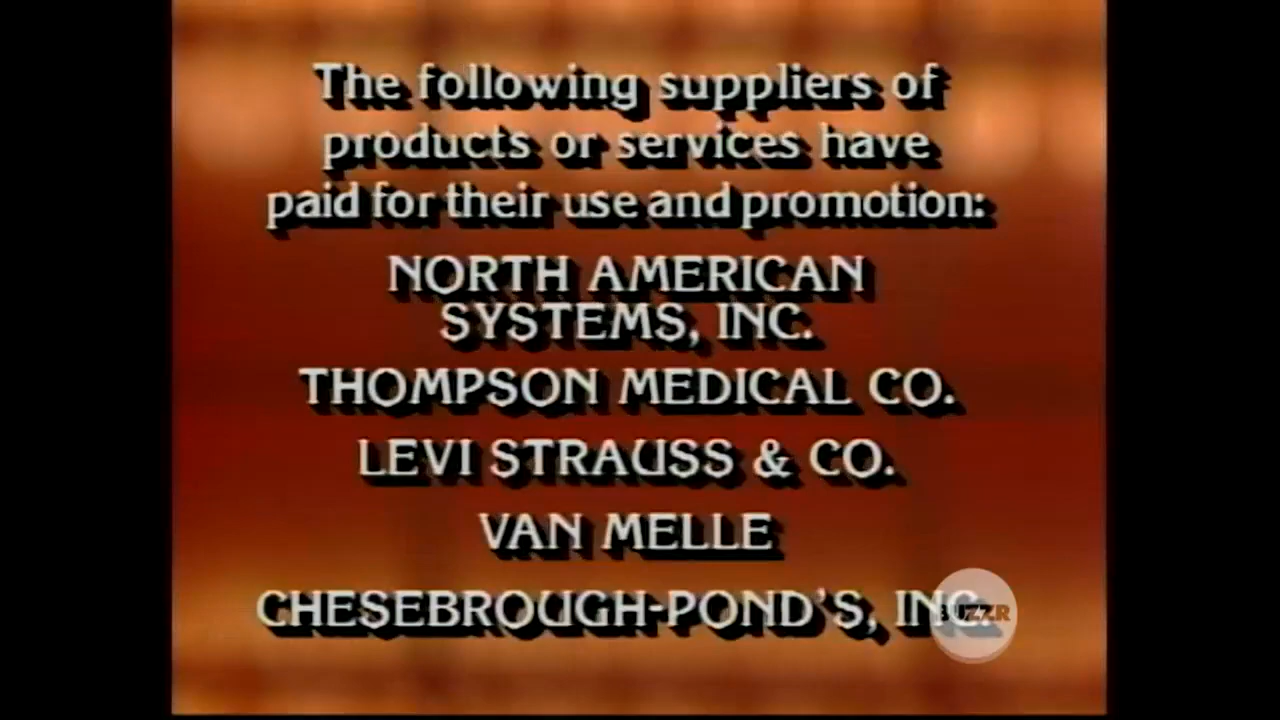 The following suppliers of
products or services have
paid for their use and promotion:
NORTH AMERICAN
SYSTEMS, INC.
THOMPSON MEDICAL CO.
LEVI STRAUSS & CO.
VAN MELLE
CHESEBROUGH-POND'S, INC.
BUZZR